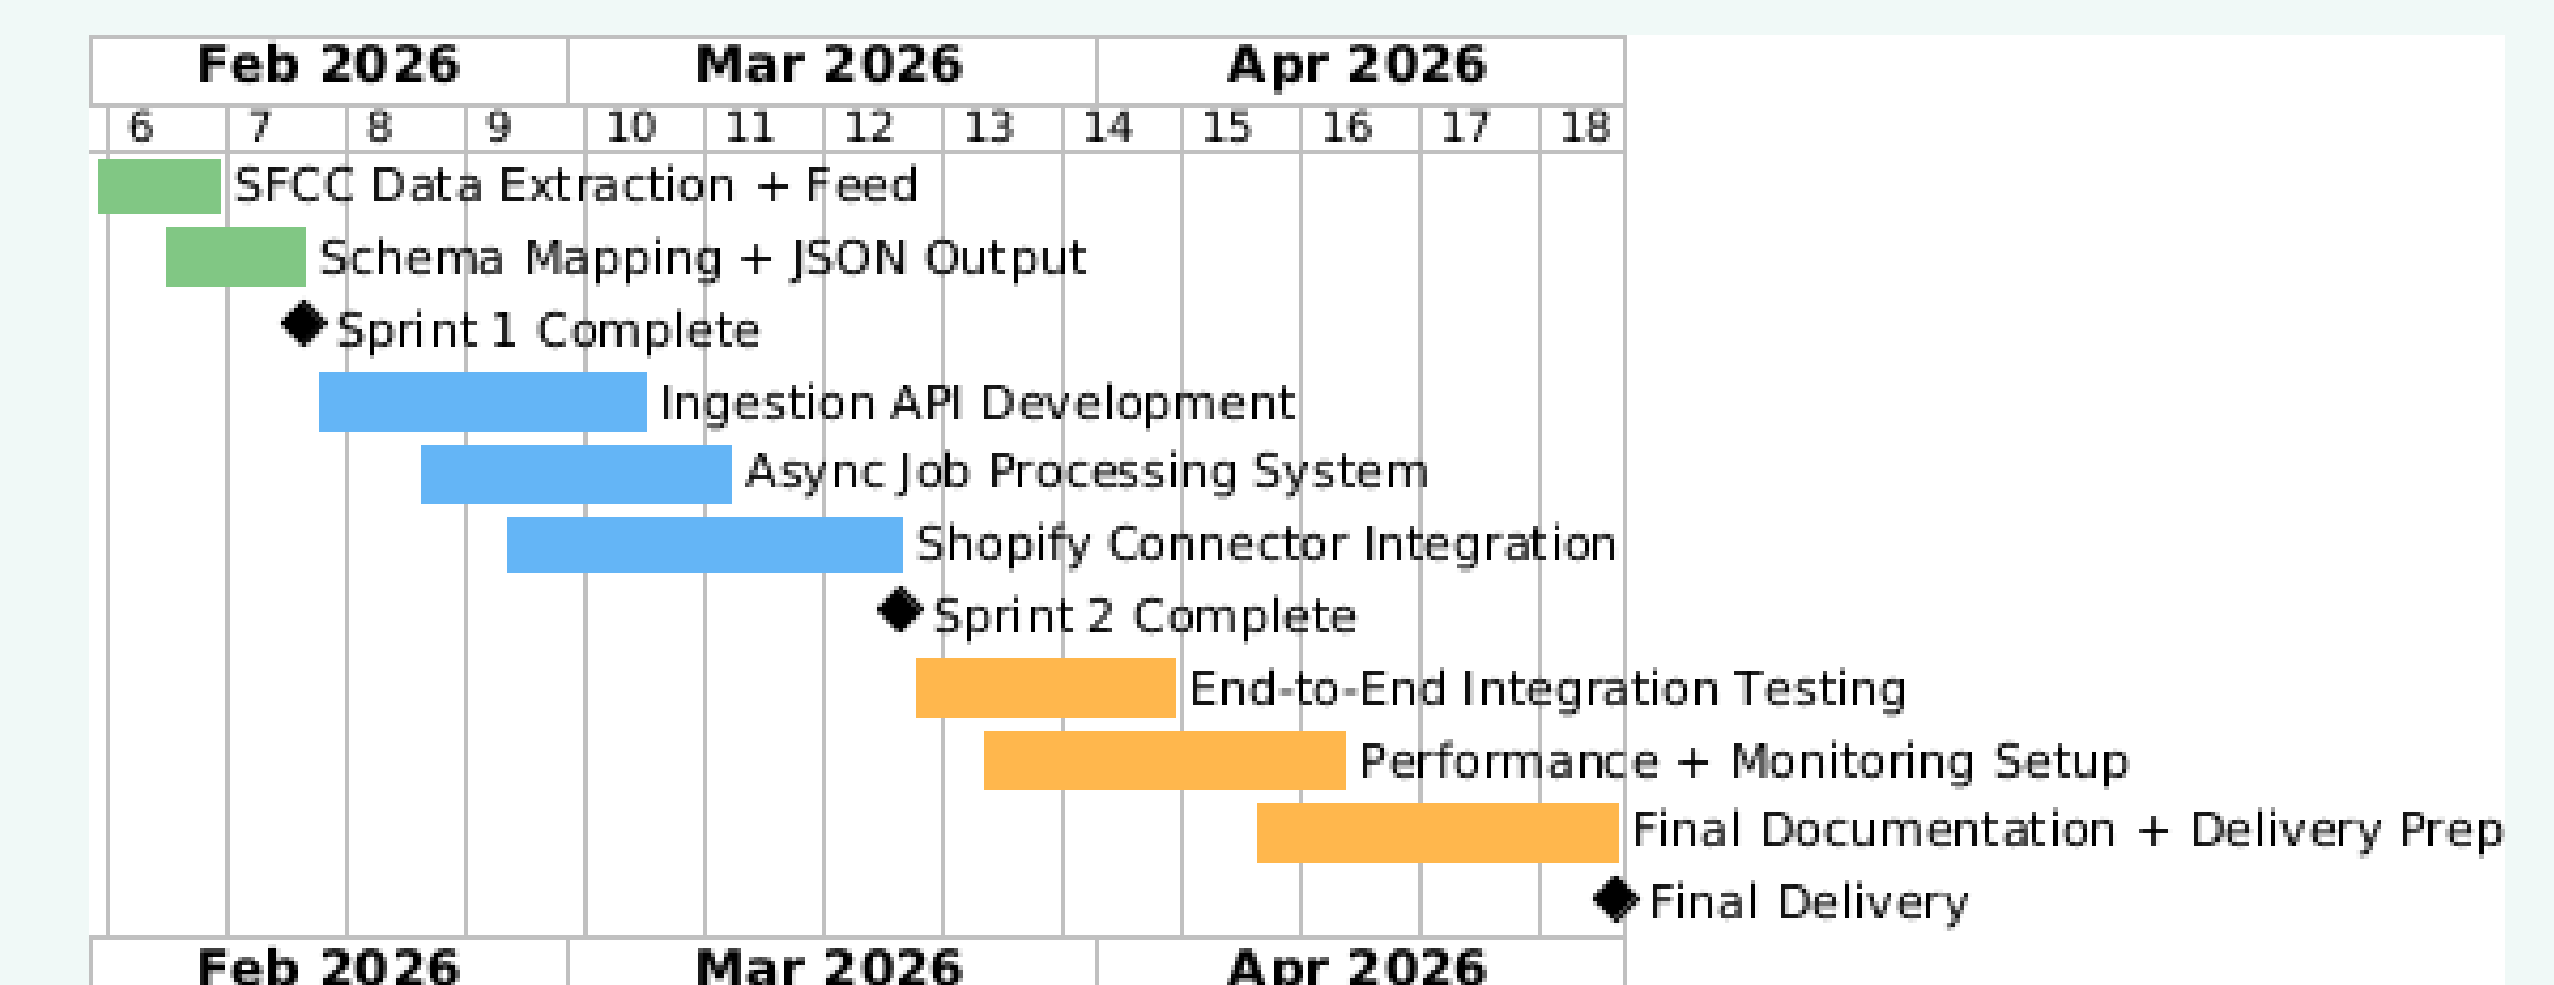 Feb 2026 Mar 2026 Apr 2026
6 7 8 9 10 11 12 13 14 15 16 17 18
SFCC Data Extraction + Feed
Schema Mapping + JSON Output
Sprint 1 Complete
Ingestion API Development
Async Job Processing System
Shopify Connector Integration
Sprint 2 Complete
End-to-End Integration Testing
Performance + Monitoring Setup
Final Documentation + Delivery Prep
Final Delivery
Feb 2026 Mar 2026 Apr 2026